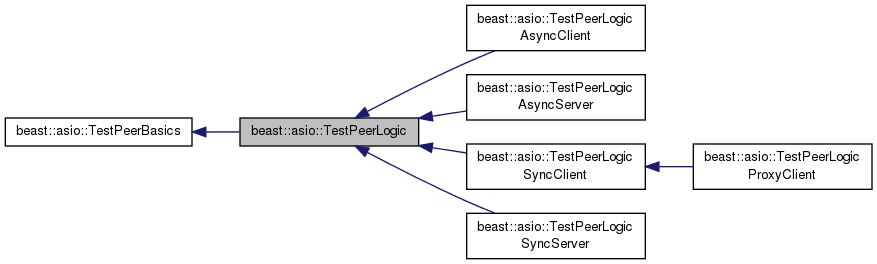 beast::asio::TestPeerBasics
beast::asio::TestPeerLogic
beast::asio::TestPeerLogic
AsyncClient
beast::asio::TestPeerLogic
AsyncServer
beast::asio::TestPeerLogic
SyncClient
beast::asio::TestPeerLogic
SyncServer
beast::asio::TestPeerLogic
ProxyClient